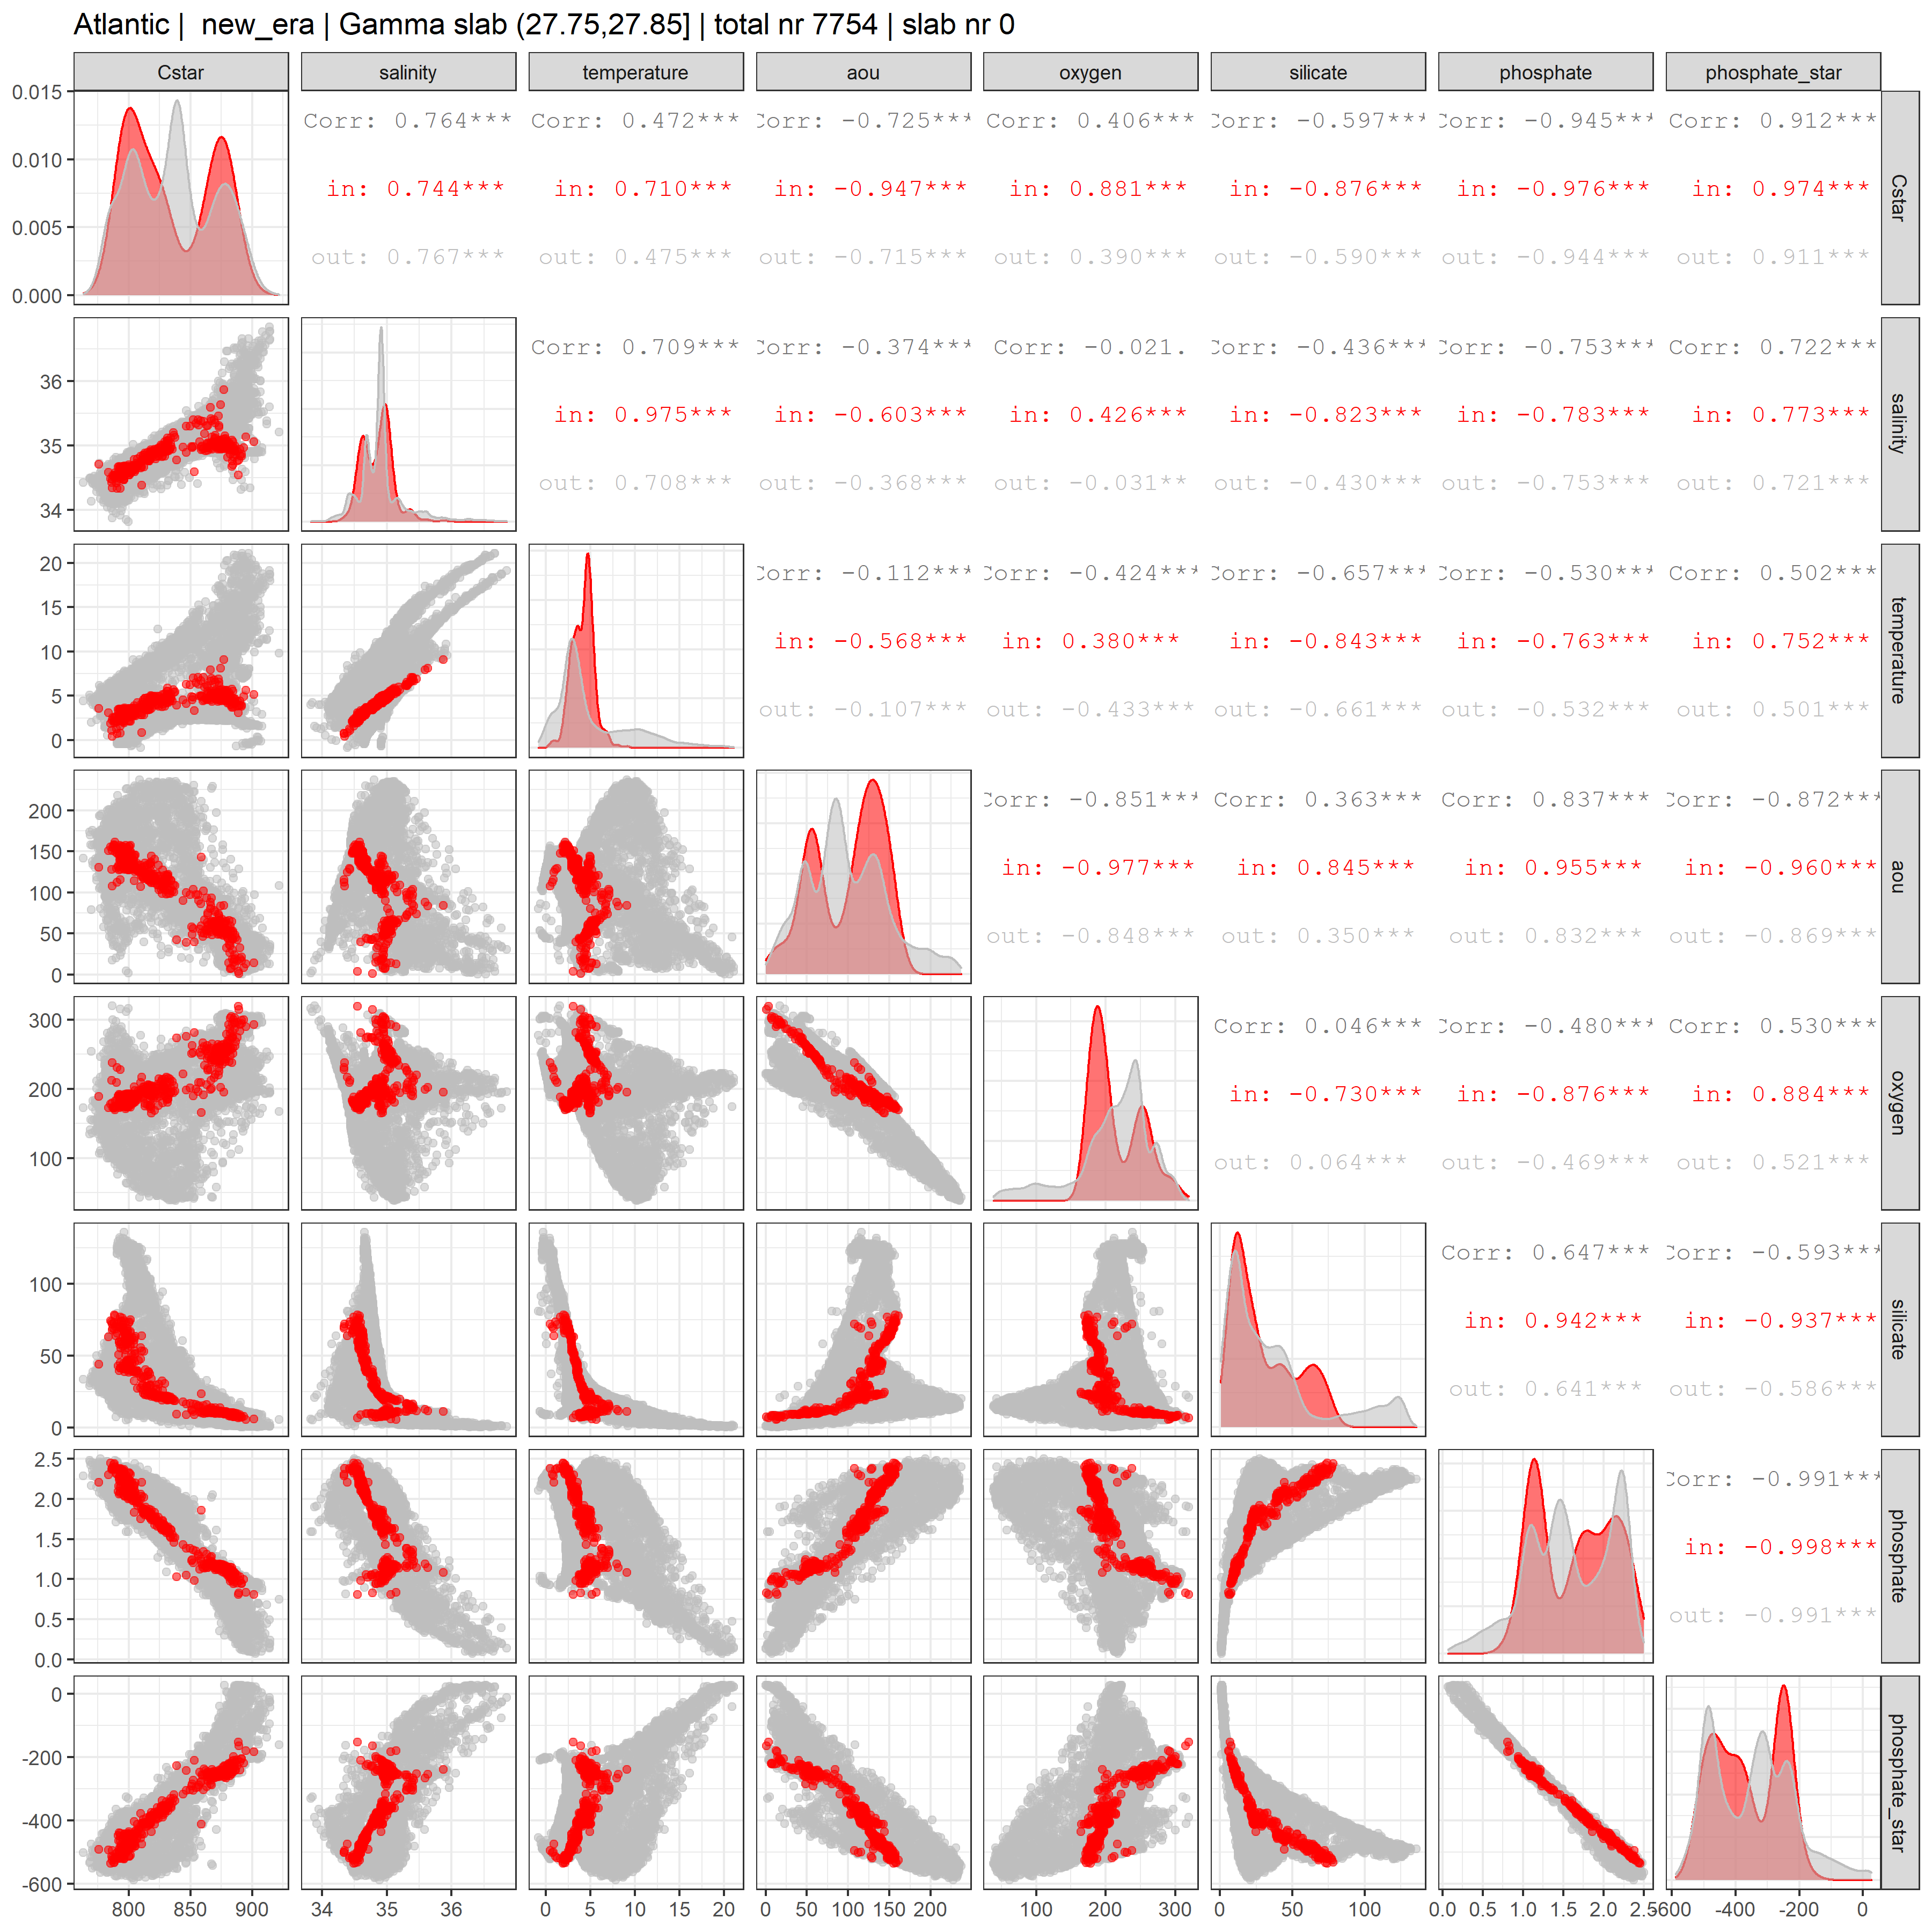 Atlantic |  new_era | Gamma slab (27.75,27.85] | total nr 7754 | slab nr 0
Cstar salinity temperature aou oxygen silicate phosphate phosphate_star
0.015
0.010
0.005
0.000
Corr: 0.764*** Corr: 0.472*** Corr: -0.725*** Corr: 0.406*** Corr: -0.597*** Corr: -0.945*** Corr: 0.912***
in: 0.744*** in: 0.710*** in: -0.947*** in: 0.881*** in: -0.876*** in: -0.976*** in: 0.974***
out: 0.767*** out: 0.475*** out: -0.715*** out: 0.390*** out: -0.590*** out: -0.944*** out: 0.911***
Cstar
36
35
34
Corr: 0.709*** Corr: -0.374*** Corr: -0.021. Corr: -0.436*** Corr: -0.753*** Corr: 0.722***
in: 0.975*** in: -0.603*** in: 0.426*** in: -0.823*** in: -0.783*** in: 0.773***
out: 0.708*** out: -0.368*** out: -0.031** out: -0.430*** out: -0.753*** out: 0.721***
salinity
20
15
10
5
0
Corr: -0.112*** Corr: -0.424*** Corr: -0.657*** Corr: -0.530*** Corr: 0.502***
in: -0.568*** in: 0.380*** in: -0.843*** in: -0.763*** in: 0.752***
out: -0.107*** out: -0.433*** out: -0.661*** out: -0.532*** out: 0.501***
temperature
200
150
100
50
0
Corr: -0.851*** Corr: 0.363*** Corr: 0.837*** Corr: -0.872***
in: -0.977*** in: 0.845*** in: 0.955*** in: -0.960***
out: -0.848*** out: 0.350*** out: 0.832*** out: -0.869***
aou
300
200
100
Corr: 0.046*** Corr: -0.480*** Corr: 0.530***
in: -0.730*** in: -0.876*** in: 0.884***
out: 0.064*** out: -0.469*** out: 0.521***
oxygen
100
50
0
Corr: 0.647*** Corr: -0.593***
in: 0.942*** in: -0.937***
out: 0.641*** out: -0.586***
silicate
2.5
2.0
1.5
1.0
0.5
0.0
Corr: -0.991***
in: -0.998***
out: -0.991***
phosphate
0
-200
-400
-600
phosphate_star
800 850 900 34 35 36 0 5 10 15 20 0 50 100 150 200 100 200 300 0 50 100 0.0 0.5 1.0 1.5 2.0 2.5 -600 -400 -200 0